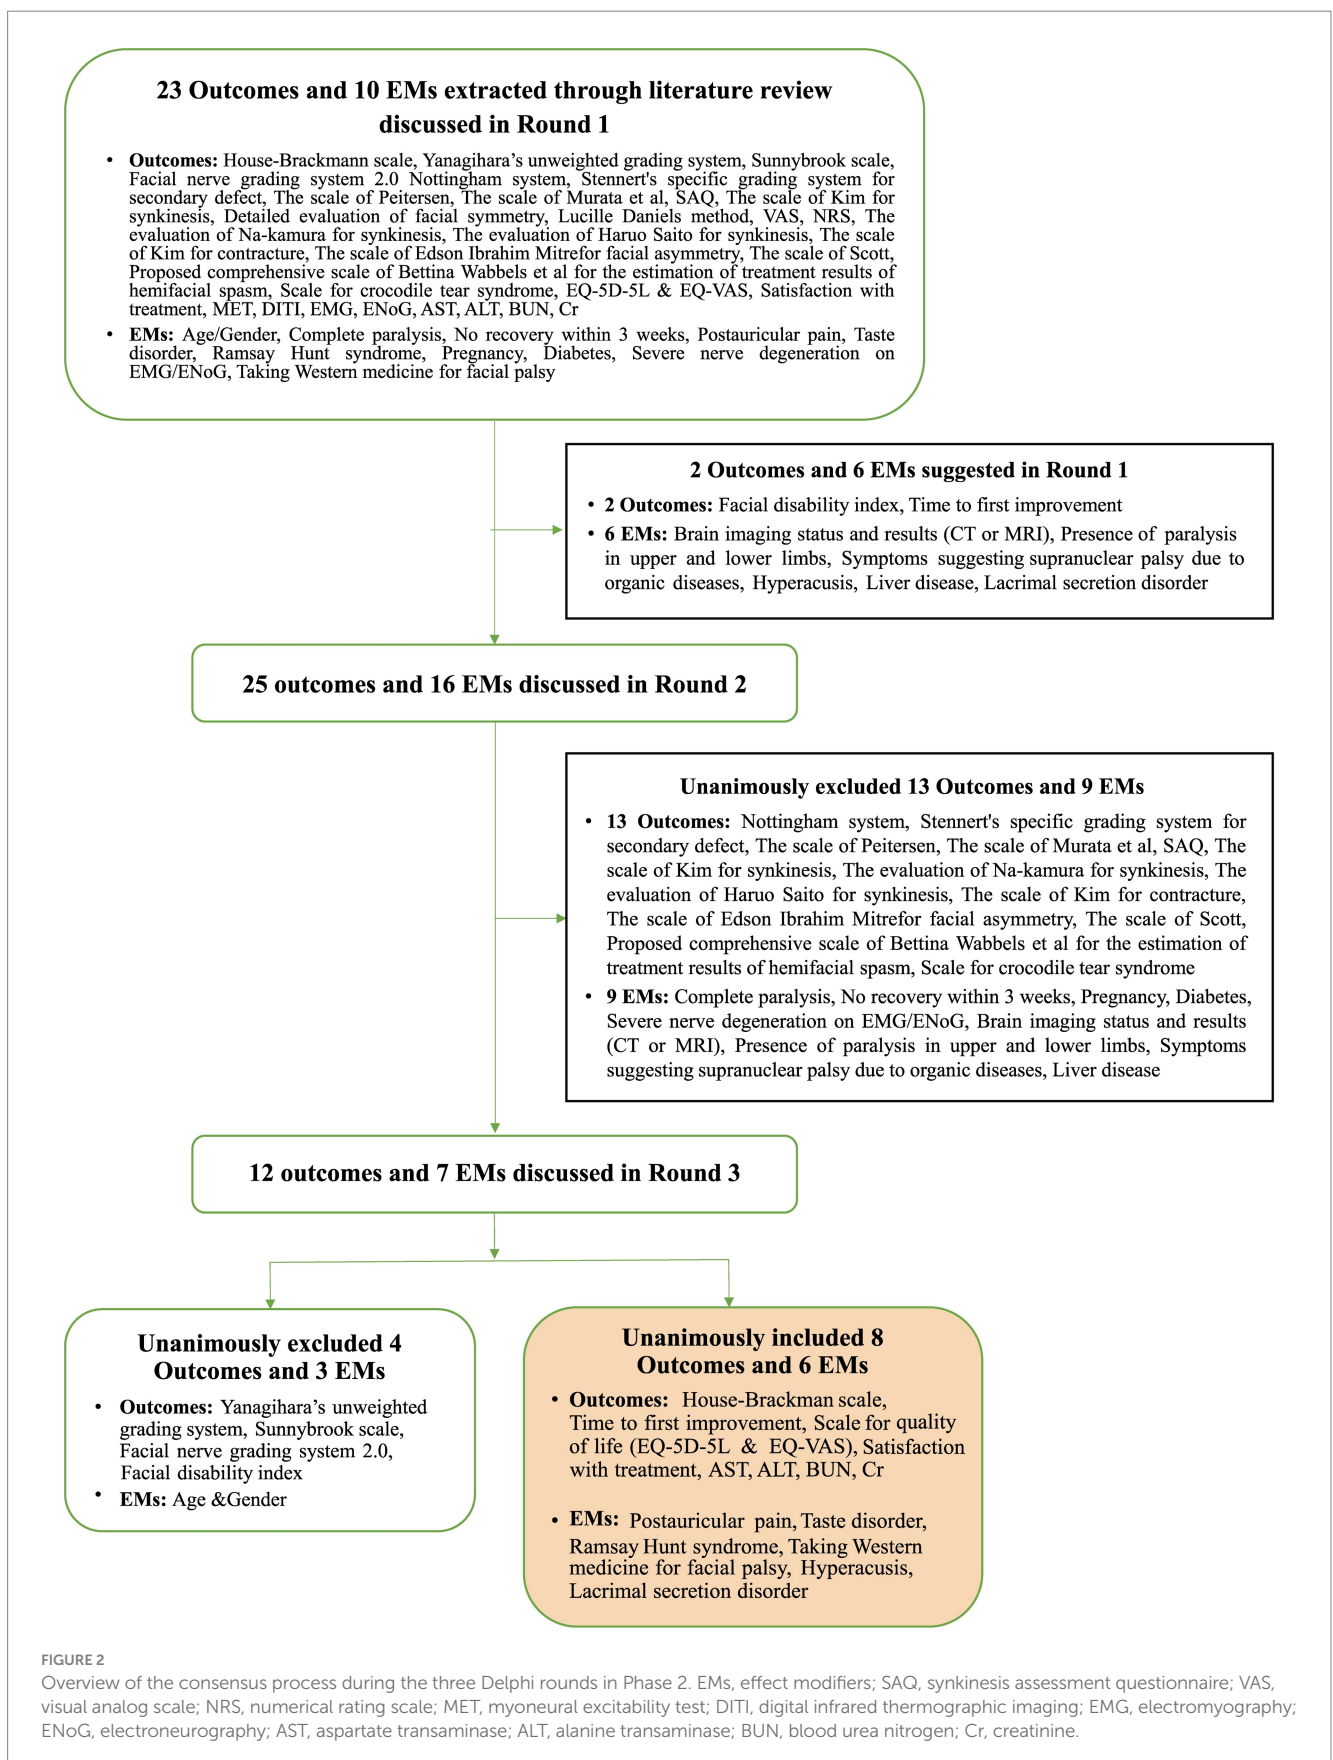 23 Outcomes and 10 EMs extracted through literature review
discussed in Round 1
• Outcomes: House-Brackmann scale, Yanagihara's unweighted grading system, Sunnybrook scale,
Facial nerve grading system 2.0 Nottingham system, Stennert's specific grading system for
secondary defect, The scale of Peitersen, The scale of Murata et al, SAQ, The scale of Kim for
synkinesis, Detailed evaluation of facial symmetry, Lucille Daniels method, VAS, NRS, The
evaluation of Na-kamura for synkinesis, The evaluation of Haruo Saito for synkinesis, The scale
of Kim for contracture, The scale of Edson Ibrahim Mitrefor facial asymmetry, The scale of Scott,
Proposed comprehensive scale of Bettina Wabbels et al for the estimation of treatment results of
hemifacial spasm, Scale for crocodile tear syndrome, EQ-5D-5L & EQ-VAS, Satisfaction with
treatment, MET, DITI, EMG, ENoG, AST, ALT, BUN, Cr
• EMs: Age/Gender, Complete paralysis, No recovery within 3 weeks, Postauricular pain, Taste
disorder, Ramsay Hunt syndrome, Pregnancy, Diabetes, Severe nerve degeneration on
EMG/ENoG, Taking Western medicine for facial palsy
2 Outcomes and 6 EMs suggested in Round 1
• 2 Outcomes: Facial disability index, Time to first improvement
• 6 EMs: Brain imaging status and results (CT or MRI), Presence of paralysis
in upper and lower limbs, Symptoms suggesting supranuclear palsy due to
organic diseases, Hyperacusis, Liver disease, Lacrimal secretion disorder
25 outcomes and 16 EMs discussed in Round 2
Unanimously excluded 13 Outcomes and 9 EMs
• 13 Outcomes: Nottingham system, Stennert's specific grading system for
secondary defect, The scale of Peitersen, The scale of Murata et al, SAQ, The
scale of Kim for synkinesis, The evaluation of Na-kamura for synkinesis, The
evaluation of Haruo Saito for synkinesis, The scale of Kim for contracture,
The scale of Edson Ibrahim Mitrefor facial asymmetry, The scale of Scott,
Proposed comprehensive scale of Bettina Wabbels et al for the estimation of
treatment results of hemifacial spasm, Scale for crocodile tear syndrome
• 9 EMs: Complete paralysis, No recovery within 3 weeks, Pregnancy, Diabetes,
Severe nerve degeneration on EMG/ENoG, Brain imaging status and results
(CT or MRI), Presence of paralysis in upper and lower limbs, Symptoms
suggesting supranuclear palsy due to organic diseases, Liver disease
12 outcomes and 7 EMs discussed in Round 3
Unanimously excluded 4
Outcomes and 3 EMs
• Outcomes: Yanagihara's unweighted
grading system, Sunnybrook scale,
Facial nerve grading system 2.0,
Facial disability index
• EMs: Age &Gender
Unanimously included 8
Outcomes and 6 EMs
• Outcomes: House-Brackman scale,
Time to first improvement, Scale for quality
of life (EQ-5D-5L & EQ-VAS), Satisfaction
with treatment, AST, ALT, BUN, Cr
• EMs: Postauricular pain, Taste disorder,
Ramsay Hunt syndrome, Taking Western
medicine for facial palsy, Hyperacusis,
Lacrimal secretion disorder
FIGURE 2
Overview of the consensus process during the three Delphi rounds in Phase 2. EMs, effect modifiers; SAQ, synkinesis assessment questionnaire; VAS,
visual analog scale; NRS, numerical rating scale; MET, myoneural excitability test; DITI, digital infrared thermographic imaging; EMG, electromyography;
ENoG, electroneurography; AST, aspartate transaminase; ALT, alanine transaminase; BUN, blood urea nitrogen; Cr, creatinine.